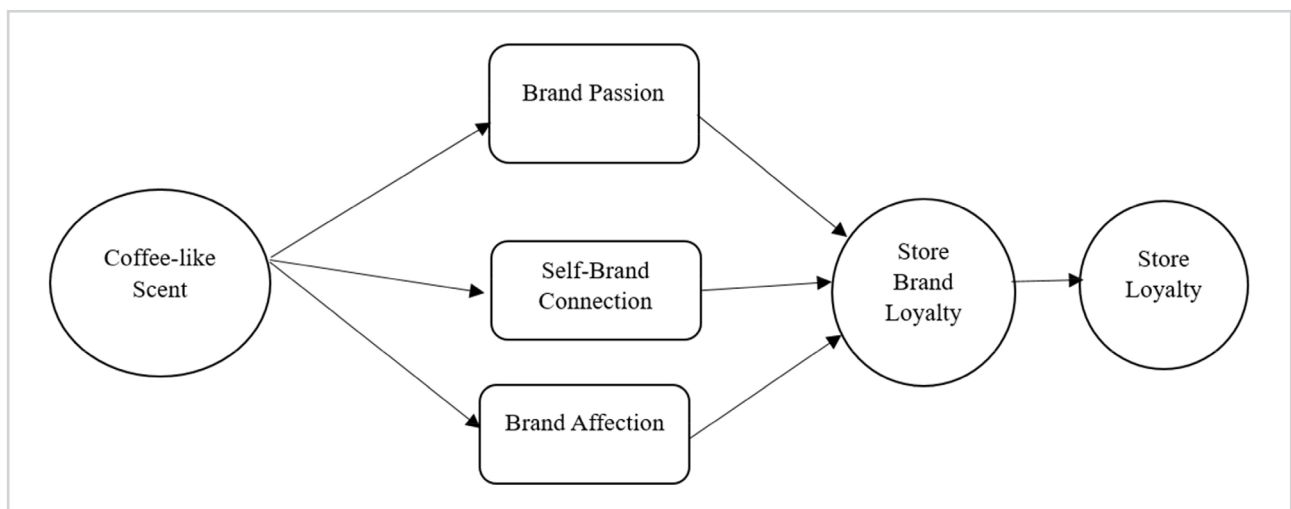 Coffee-like
Scent
Brand Passion
Self-Brand
Connection
Brand Affection
Store
Brand
Loyalty
Store
Loyalty